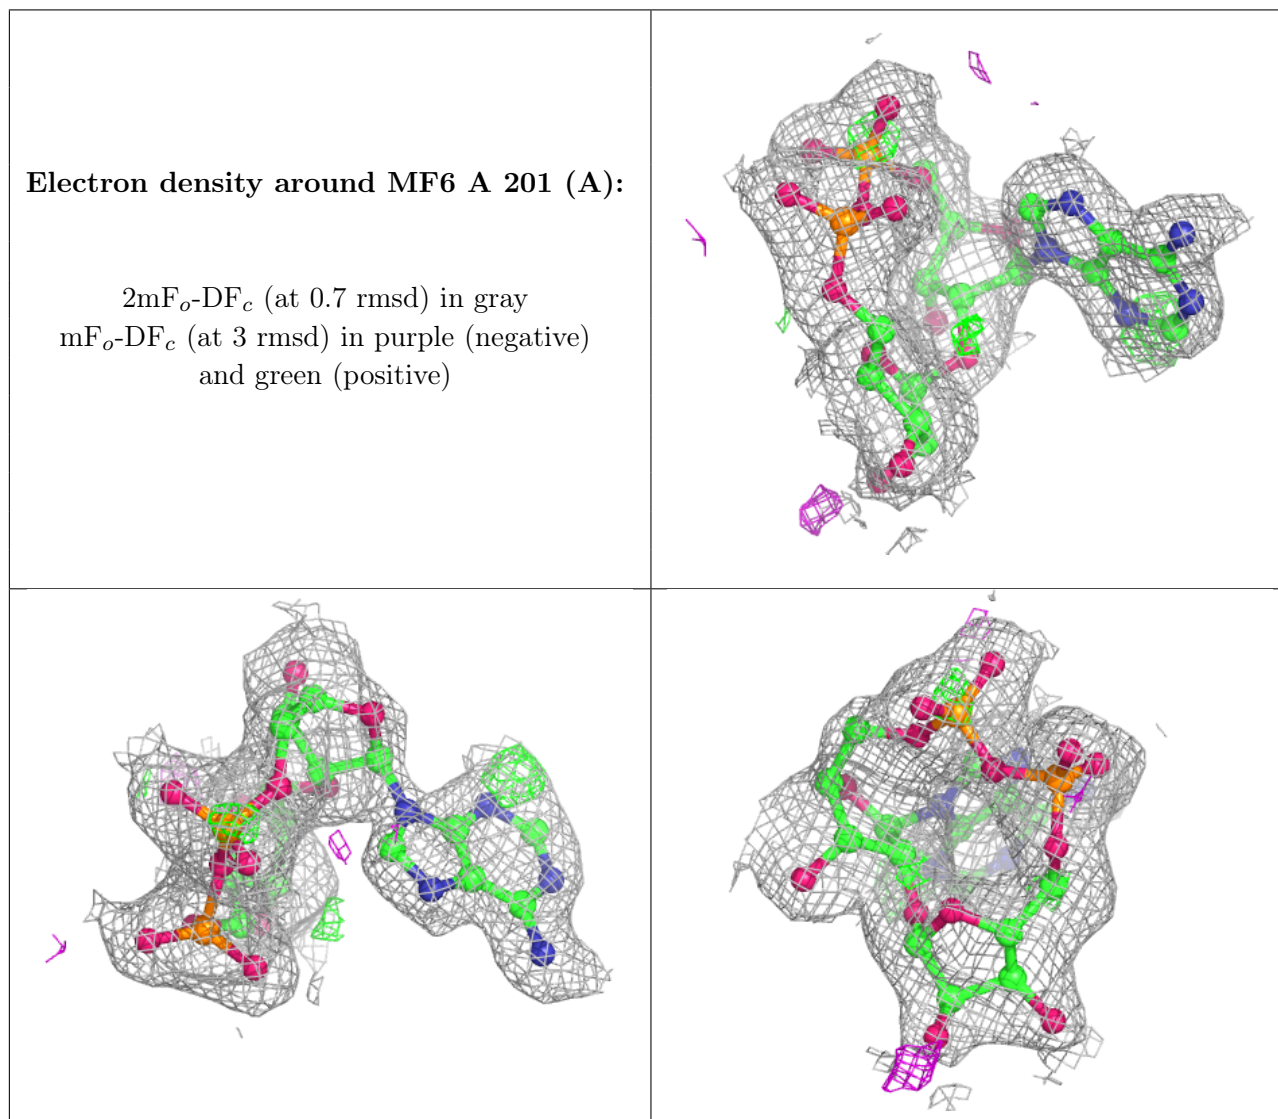 Electron density around MF6 A 201 (A):
2mFo-DFc (at 0.7 rmsd) in gray
mFo-DFc (at 3 rmsd) in purple (negative)
and green (positive)